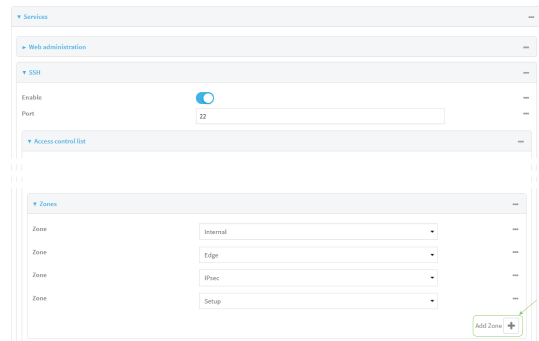 Services
Web administration
SSH
Enable
Port 22
Access control list
Zones
Zone Internal
Zone Edge
Zone IPsec
Zone Setup
Add Zone